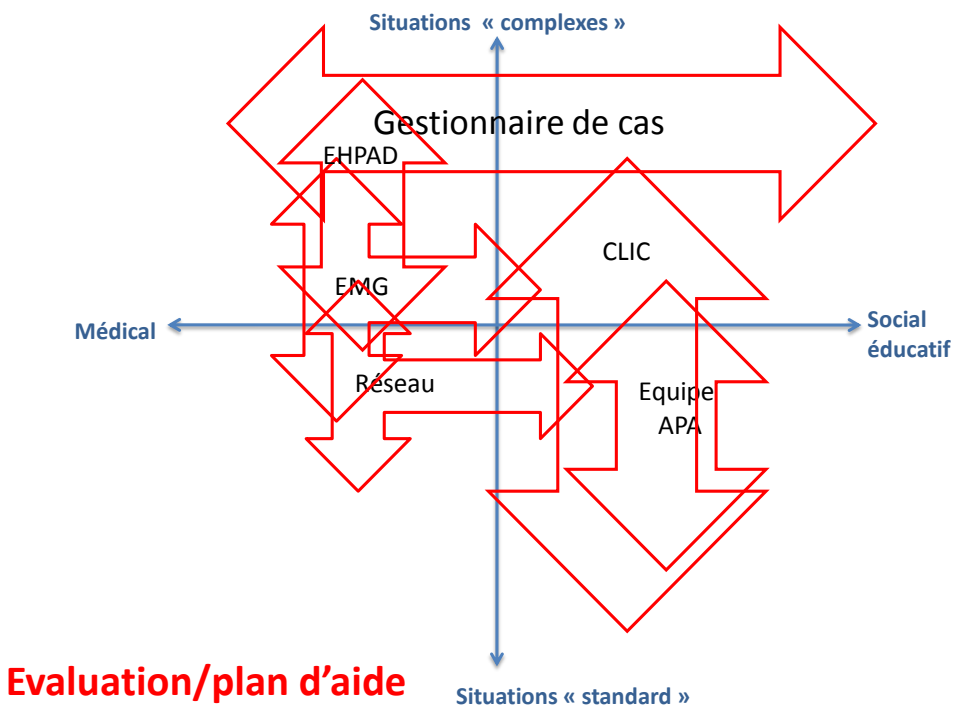 Situations « complexes »
Gestionnaire de cas
EHPAD
CLIC
EMG
Médical
Social
éducatif
Réseau
Equipe
APA
Evaluation/plan d’aide
Situations « standard »